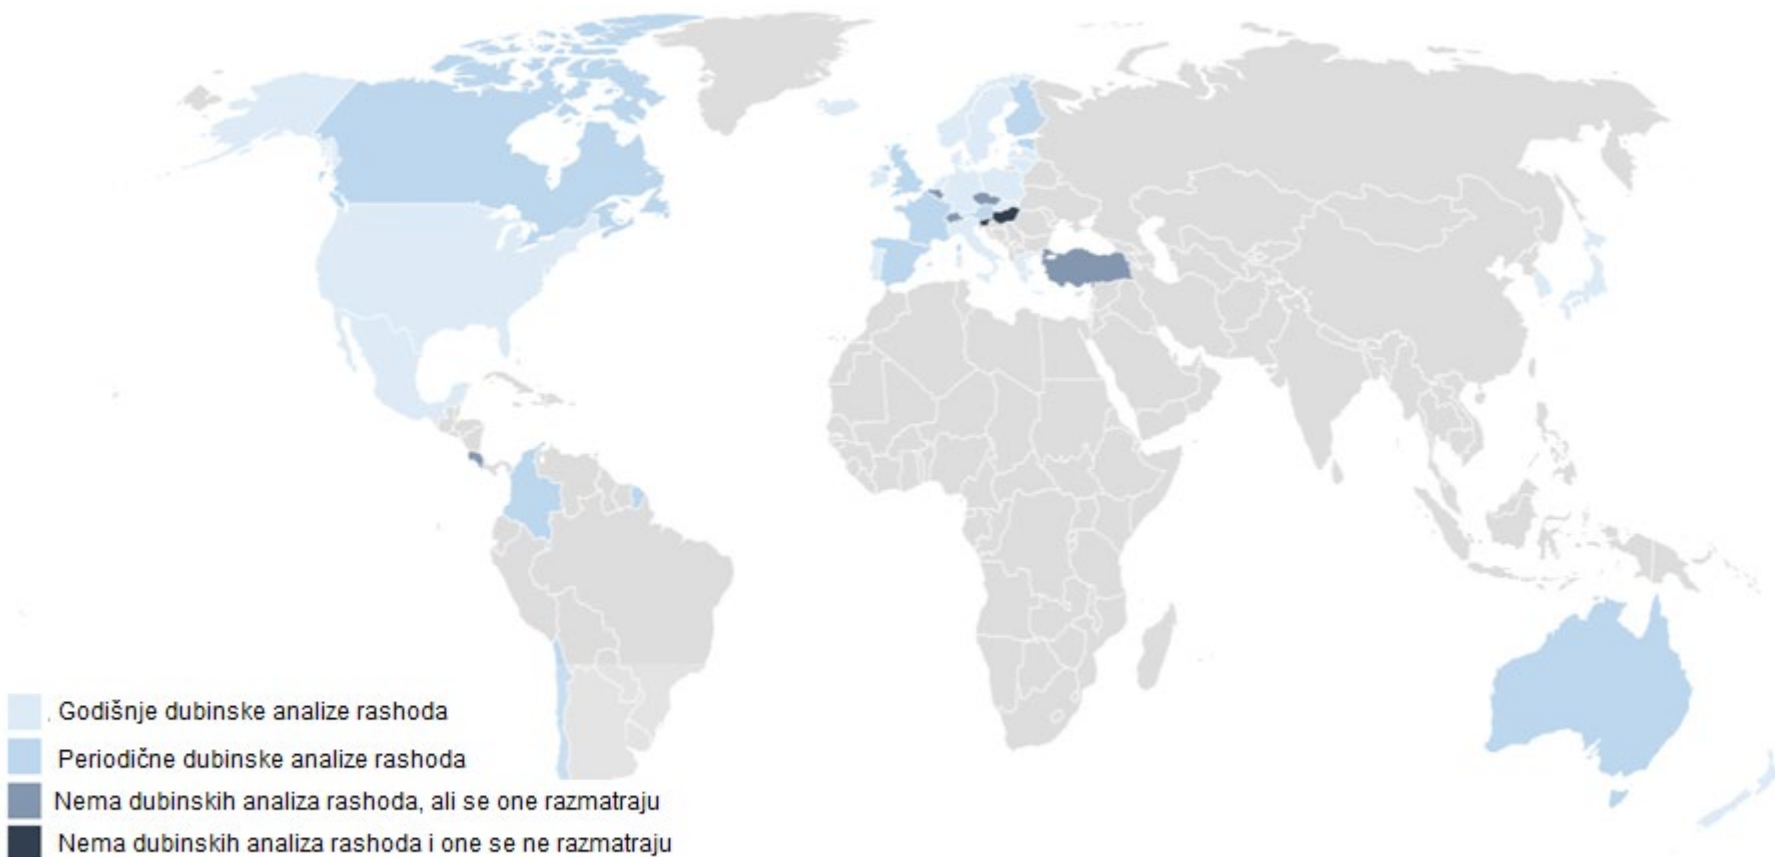 Godišnje dubinske analize rashoda
Periodične dubinske analize rashoda
Nema dubinskih analiza rashoda, ali se one razmatraju
Nema dubinskih analiza rashoda i one se ne razmatraju